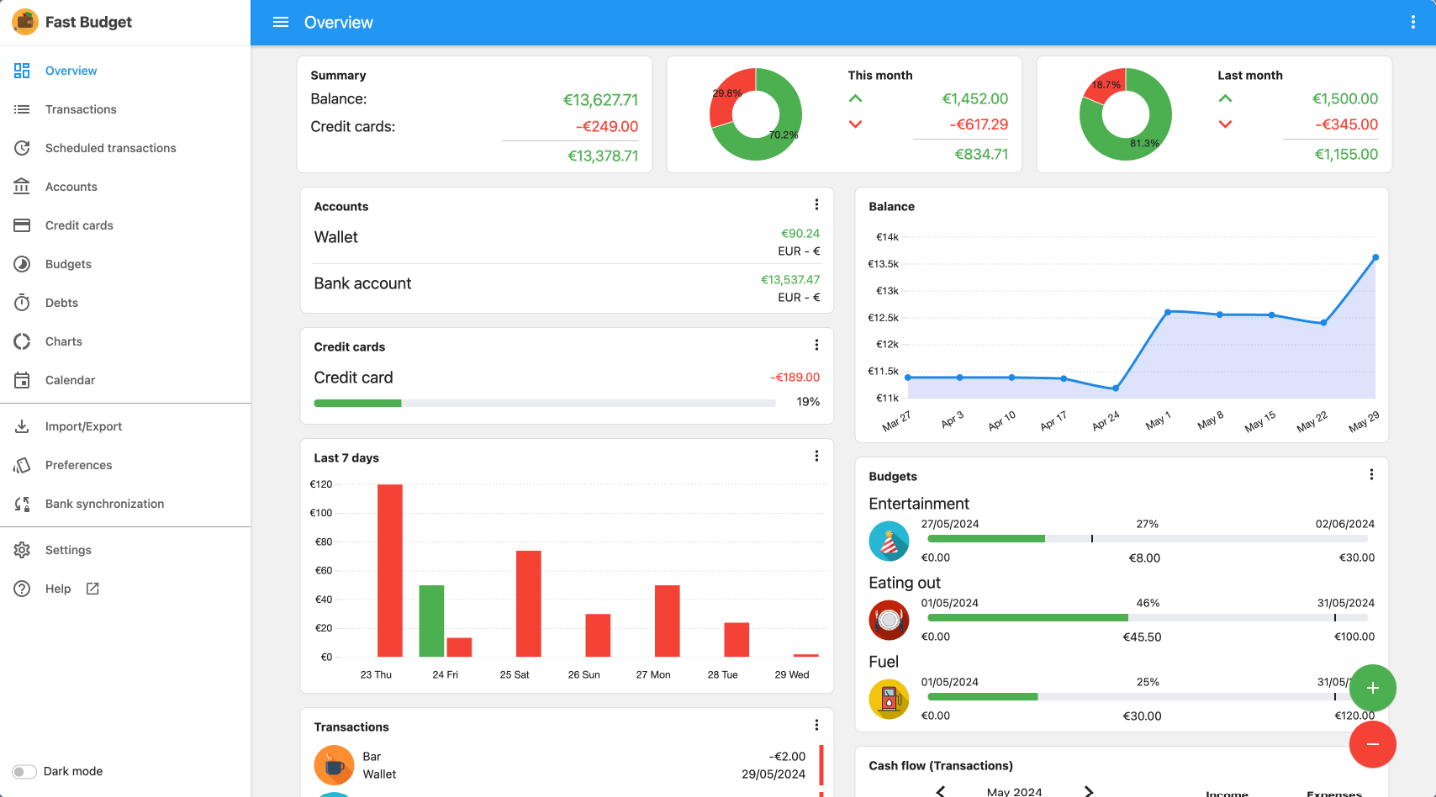 Fast Budget
Overview
Overview
Transactions
Scheduled transactions
Accounts
Credit cards
Budgets
Debts
Charts
Calendar
Import/Export
Preferences
Bank synchronization
Settings
Help
Dark mode
Summary
Balance: €13,627.71
Credit cards: -€249.00
€13,378.71
29.8%
70.2%
This month
€1,452.00
-€617.29
€834.71
18.7%
81.3%
Last month
€1,500.00
-€345.00
€1,155.00
Accounts
Wallet €90.24
EUR - €
Bank account €13,537.47
EUR - €
Credit cards
Credit card -€189.00
19%
Last 7 days
€120
€100
€80
€60
€40
€20
€0
23 Thu 24 Fri 25 Sat 26 Sun 27 Mon 28 Tue 29 Wed
Transactions
Bar -€2.00
Wallet 29/05/2024
Balance
€14k
€13.5k
€13k
€12.5k
€12k
€11.5k
€11k
Mar 27 Apr 3 Apr 10 Apr 17 Apr 24 May 1 May 8 May 15 May 22 May 29
Budgets
Entertainment
27/05/2024 27% 02/06/2024
€0.00 €8.00 €30.00
Eating out
01/05/2024 46% 31/05/2024
€0.00 €45.50 €100.00
Fuel
01/05/2024 25% 31/05/
€0.00 €30.00 €120.00
+
−
Cash flow (Transactions)
May 2024 Income Expenses